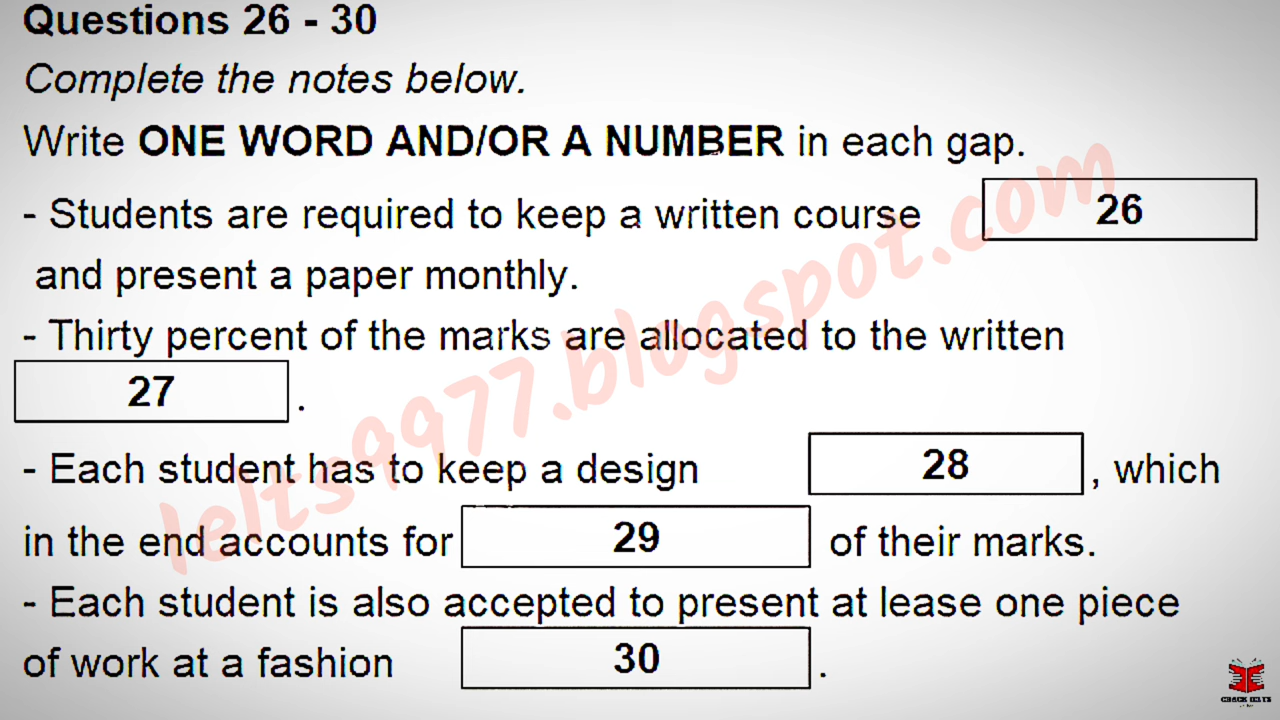 Questions 26 - 30
Complete the notes below.
Write ONE WORD AND/OR A NUMBER in each gap.
- Students are required to keep a written course 26
and present a paper monthly.
- Thirty percent of the marks are allocated to the written
27 .
- Each student has to keep a design 28 , which
in the end accounts for 29 of their marks.
- Each student is also accepted to present at lease one piece
of work at a fashion 30 .
Ielts9977.blogspot.com
CRACK IELTS